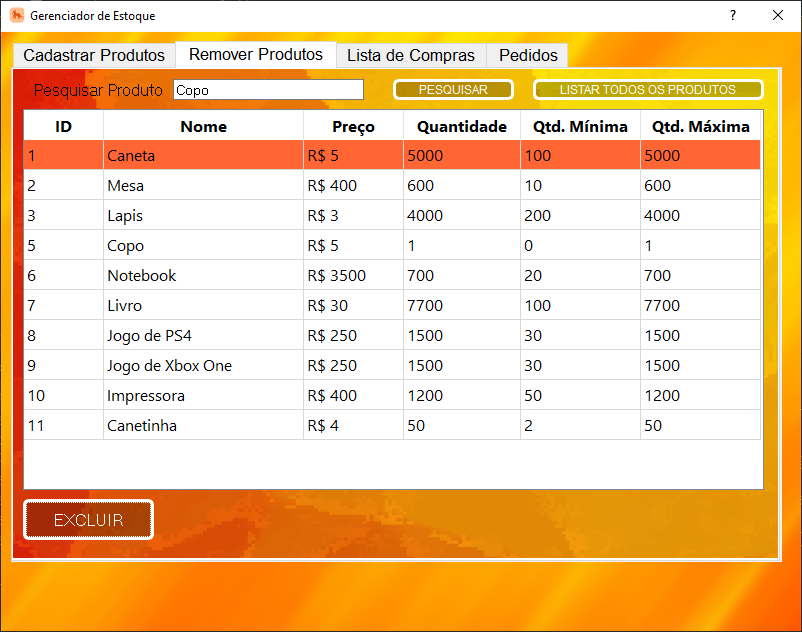 Gerenciador de Estoque ?
Cadastrar Produtos Remover Produtos Lista de Compras Pedidos
Pesquisar Produto Copo PESQUISAR LISTAR TODOS OS PRODUTOS
ID Nome Preço Quantidade Qtd. Mínima Qtd. Máxima
1 Caneta R$ 5 5000 100 5000
2 Mesa R$ 400 600 10 600
3 Lapis R$ 3 4000 200 4000
5 Copo R$ 5 1 0 1
6 Notebook R$ 3500 700 20 700
7 Livro R$ 30 7700 100 7700
8 Jogo de PS4 R$ 250 1500 30 1500
9 Jogo de Xbox One R$ 250 1500 30 1500
10 Impressora R$ 400 1200 50 1200
11 Canetinha R$ 4 50 2 50
EXCLUIR